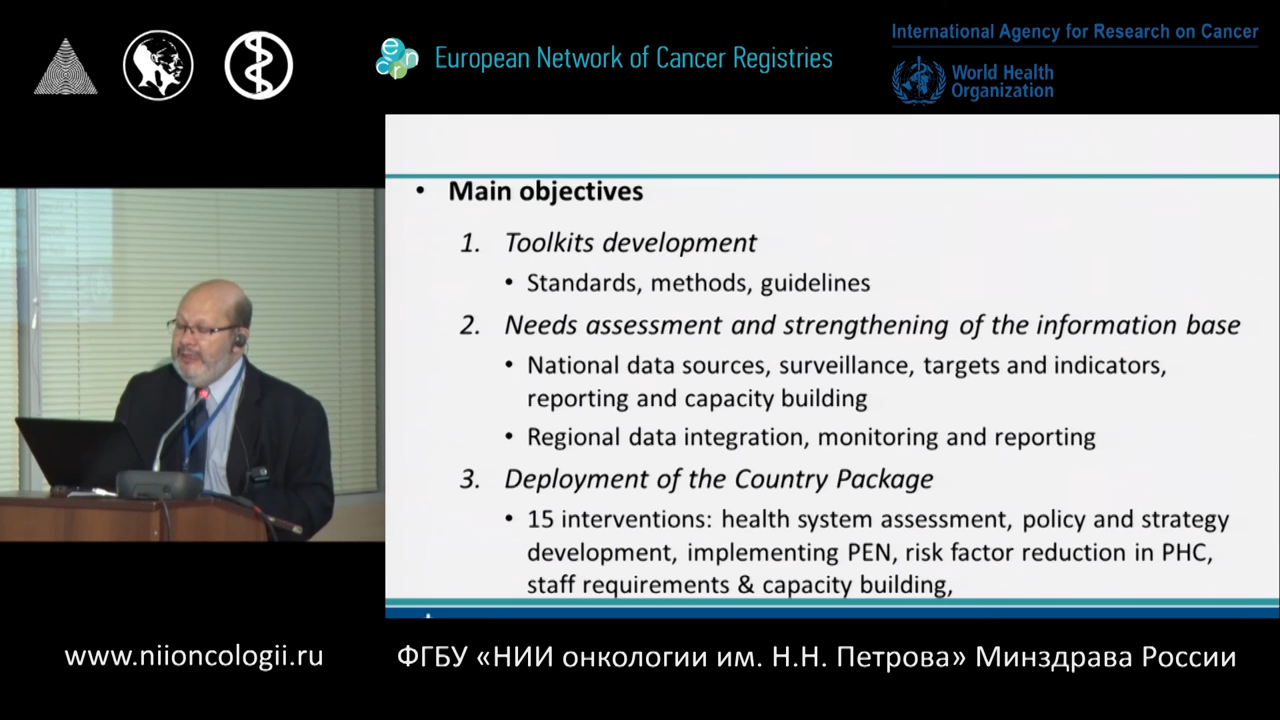 European Network of Cancer Registries
International Agency for Research on Cancer
World Health
Organization
• Main objectives
1. Toolkits development
• Standards, methods, guidelines
2. Needs assessment and strengthening of the information base
• National data sources, surveillance, targets and indicators,
reporting and capacity building
• Regional data integration, monitoring and reporting
3. Deployment of the Country Package
• 15 interventions: health system assessment, policy and strategy
development, implementing PEN, risk factor reduction in PHC,
staff requirements & capacity building,
www.niioncologii.ru
ФГБУ «НИИ онкологии им. Н.Н. Петрова» Минздрава России